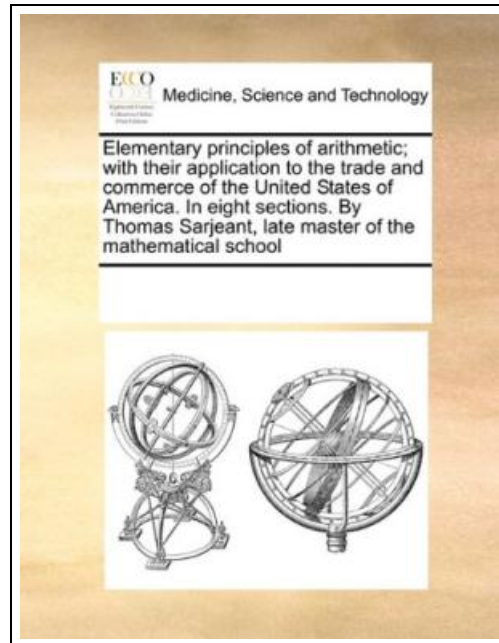 ECCO
Medicine, Science and Technology
Elementary principles of arithmetic;
with their application to the trade and
commerce of the United States of
America. In eight sections. By
Thomas Sarjeant, late master of the
mathematical school